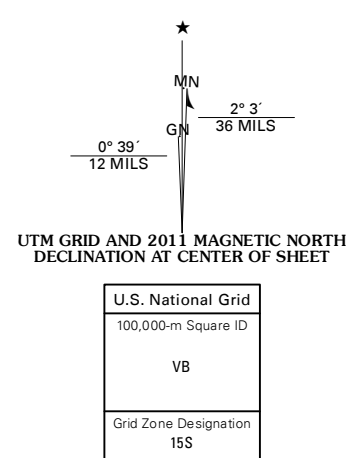 ★
MN
GN
2° 3´
36 MILS
0° 39´
12 MILS
UTM GRID AND 2011 MAGNETIC NORTH
DECLINATION AT CENTER OF SHEET
U.S. National Grid
100,000-m Square ID
VB
Grid Zone Designation
15S